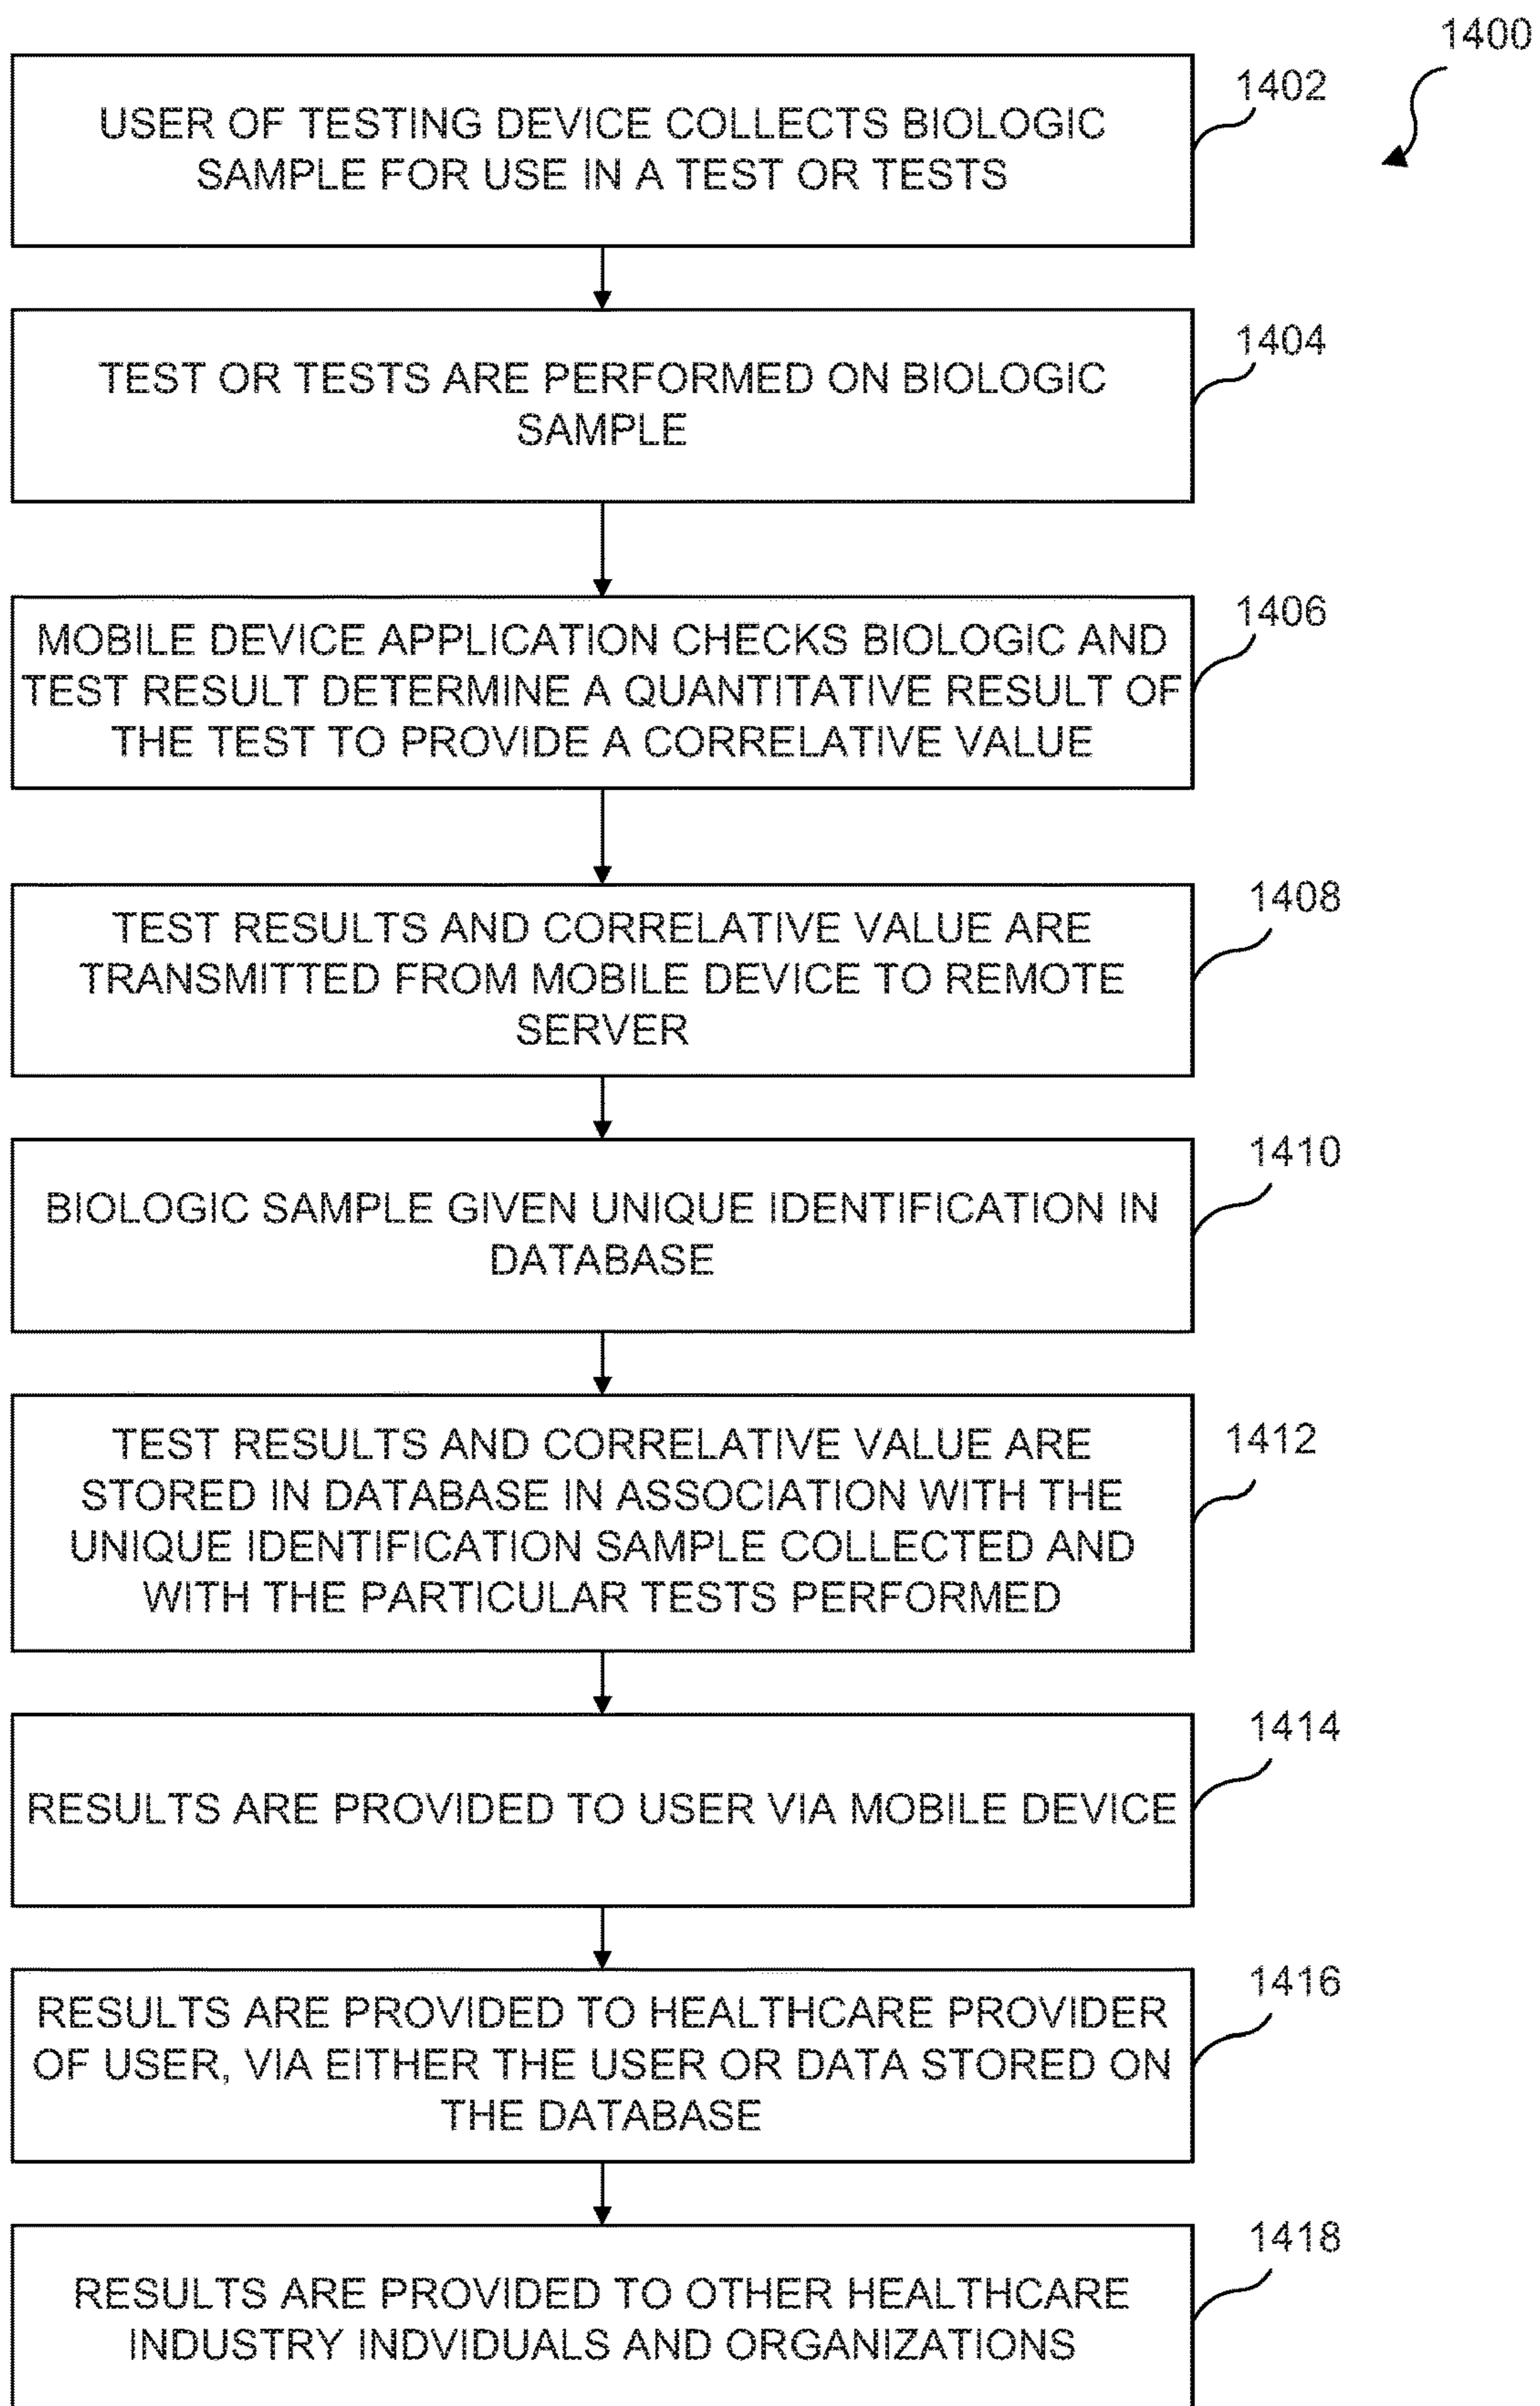 1400
1402
USER OF TESTING DEVICE COLLECTS BIOLOGIC
SAMPLE FOR USE IN A TEST OR TESTS
1404
TEST OR TESTS ARE PERFORMED ON BIOLOGIC
SAMPLE
1406
MOBILE DEVICE APPLICATION CHECKS BIOLOGIC AND
TEST RESULT DETERMINE A QUANTITATIVE RESULT OF
THE TEST TO PROVIDE A CORRELATIVE VALUE
1408
TEST RESULTS AND CORRELATIVE VALUE ARE
TRANSMITTED FROM MOBILE DEVICE TO REMOTE
SERVER
1410
BIOLOGIC SAMPLE GIVEN UNIQUE IDENTIFICATION IN
DATABASE
1412
TEST RESULTS AND CORRELATIVE VALUE ARE
STORED IN DATABASE IN ASSOCIATION WITH THE
UNIQUE IDENTIFICATION SAMPLE COLLECTED AND
WITH THE PARTICULAR TESTS PERFORMED
1414
RESULTS ARE PROVIDED TO USER VIA MOBILE DEVICE
1416
RESULTS ARE PROVIDED TO HEALTHCARE PROVIDER
OF USER, VIA EITHER THE USER OR DATA STORED ON
THE DATABASE
1418
RESULTS ARE PROVIDED TO OTHER HEALTHCARE
INDUSTRY INDVIDUALS AND ORGANIZATIONS